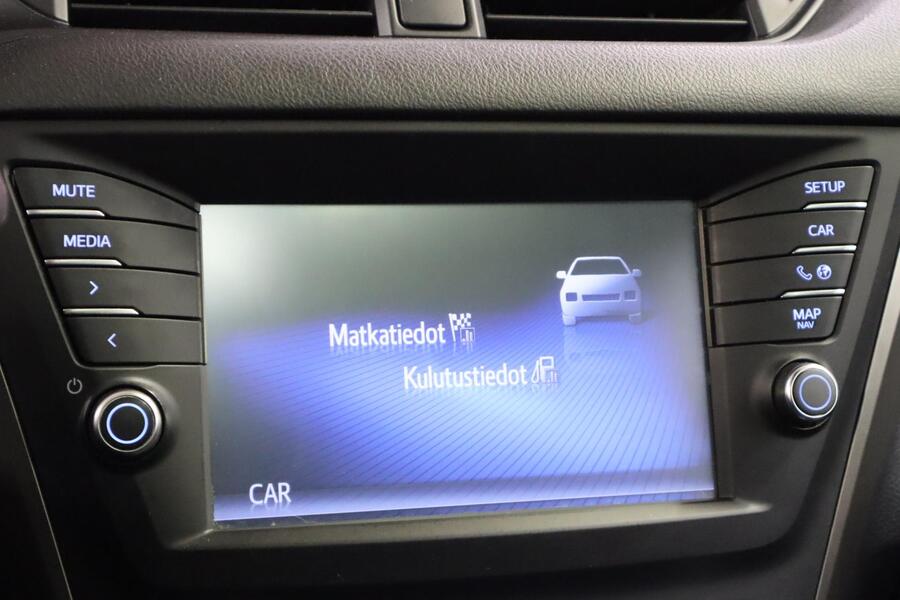 MUTE
MEDIA
>
<
SETUP
CAR
MAP
NAV
Matkatiedot
Kulutustiedot
CAR